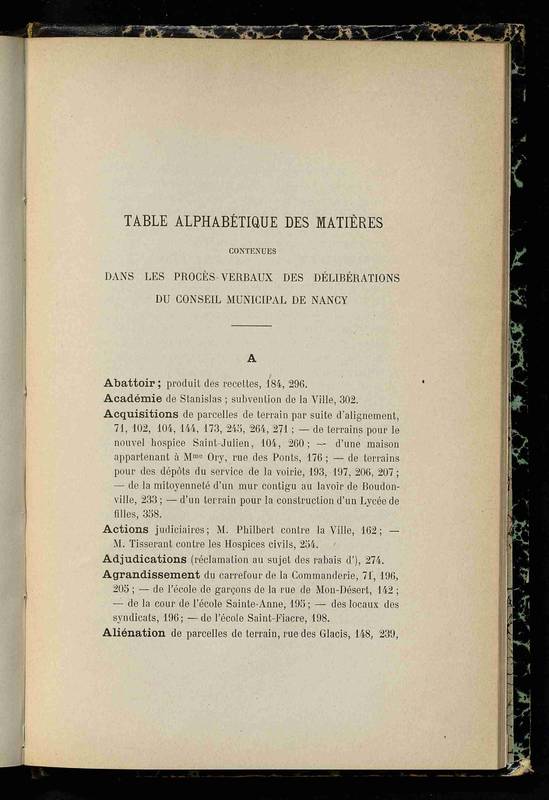 TABLE ALPHABÉTIQUE DES MATIÈRES
CONTENUES
DANS LES PROCÈS-VERBAUX DES DÉLIBÉRATIONS
DU CONSEIL MUNICIPAL DE NANCY
A
Abattoir ; produit des recettes, 184, 296.
Académie de Stanislas ; subvention de la Ville, 302.
Acquisitions de parcelles de terrain par suite d'alignement,
71, 102, 104, 144, 173, 245, 264, 271 ; — de terrains pour le
nouvel hospice Saint-Julien, 104, 260 ; — d'une maison
appartenant à Mme Ory, rue des Ponts, 176 ; — de terrains
pour des dépôts du service de la voirie, 193, 197, 206, 207 ;
— de la mitoyenneté d'un mur contigu au lavoir de Boudon-
ville, 233 ; — d'un terrain pour la construction d'un Lycée de
filles, 358.
Actions judiciaires ; M. Philbert contre la Ville, 162 ; —
M. Tisserant contre les Hospices civils, 254.
Adjudications (réclamation au sujet des rabais d'), 274.
Agrandissement du carrefour de la Commanderie, 71, 196,
205 ; — de l'école de garçons de la rue de Mon-Désert, 142 ;
— de la cour de l'école Sainte-Anne, 195 ; — des locaux des
syndicats, 196 ; — de l'école Saint-Fiacre, 198.
Aliénation de parcelles de terrain, rue des Glacis, 148, 239,